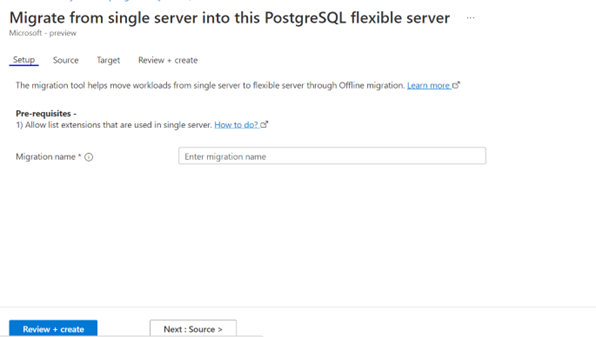 Migrate from single server into this PostgreSQL flexible server ...
Microsoft - preview
Setup Source Target Review + create
The migration tool helps move workloads from single server to flexible server through Offline migration. Learn more
Pre-requisites -
1) Allow list extensions that are used in single server. How to do?
Migration name * Enter migration name
Review + create Next : Source >